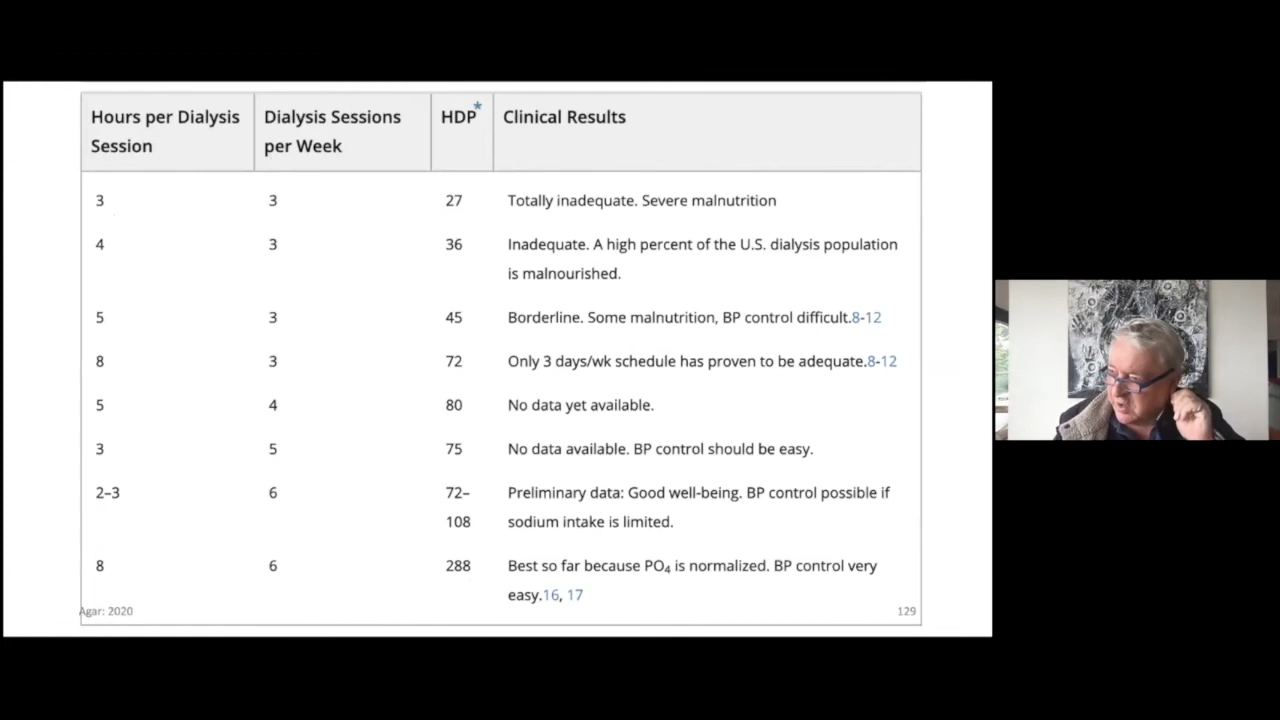 Hours per Dialysis Session Dialysis Sessions per Week HDP* Clinical Results
3 3 27 Totally inadequate. Severe malnutrition
4 3 36 Inadequate. A high percent of the U.S. dialysis population
is malnourished.
5 3 45 Borderline. Some malnutrition, BP control difficult.8-12
8 3 72 Only 3 days/wk schedule has proven to be adequate.8-12
5 4 80 No data yet available.
3 5 75 No data available. BP control should be easy.
2–3 6 72–108 Preliminary data: Good well-being. BP control possible if
sodium intake is limited.
8 6 288 Best so far because PO₄ is normalized. BP control very
easy.16, 17
Agar: 2020 129